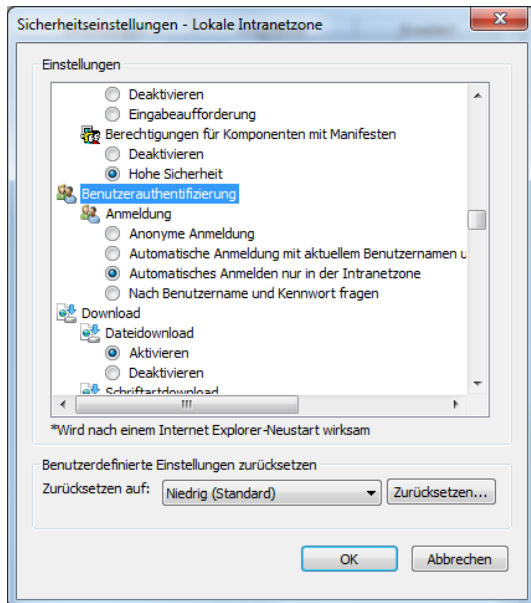 Sicherheitseinstellungen - Lokale Intranetzone
Einstellungen
Deaktivieren
Eingabeaufforderung
Berechtigungen für Komponenten mit Manifesten
Deaktivieren
Hohe Sicherheit
Benutzerauthentifizierung
Anmeldung
Anonyme Anmeldung
Automatische Anmeldung mit aktuellem Benutzernamen u
Automatisches Anmelden nur in der Intranetzone
Nach Benutzername und Kennwort fragen
Download
Dateidownload
Aktivieren
Deaktivieren
Schriftartdownload
*Wird nach einem Internet Explorer-Neustart wirksam
Benutzerdefinierte Einstellungen zurücksetzen
Zurücksetzen auf: Niedrig (Standard) Zurücksetzen...
OK Abbrechen